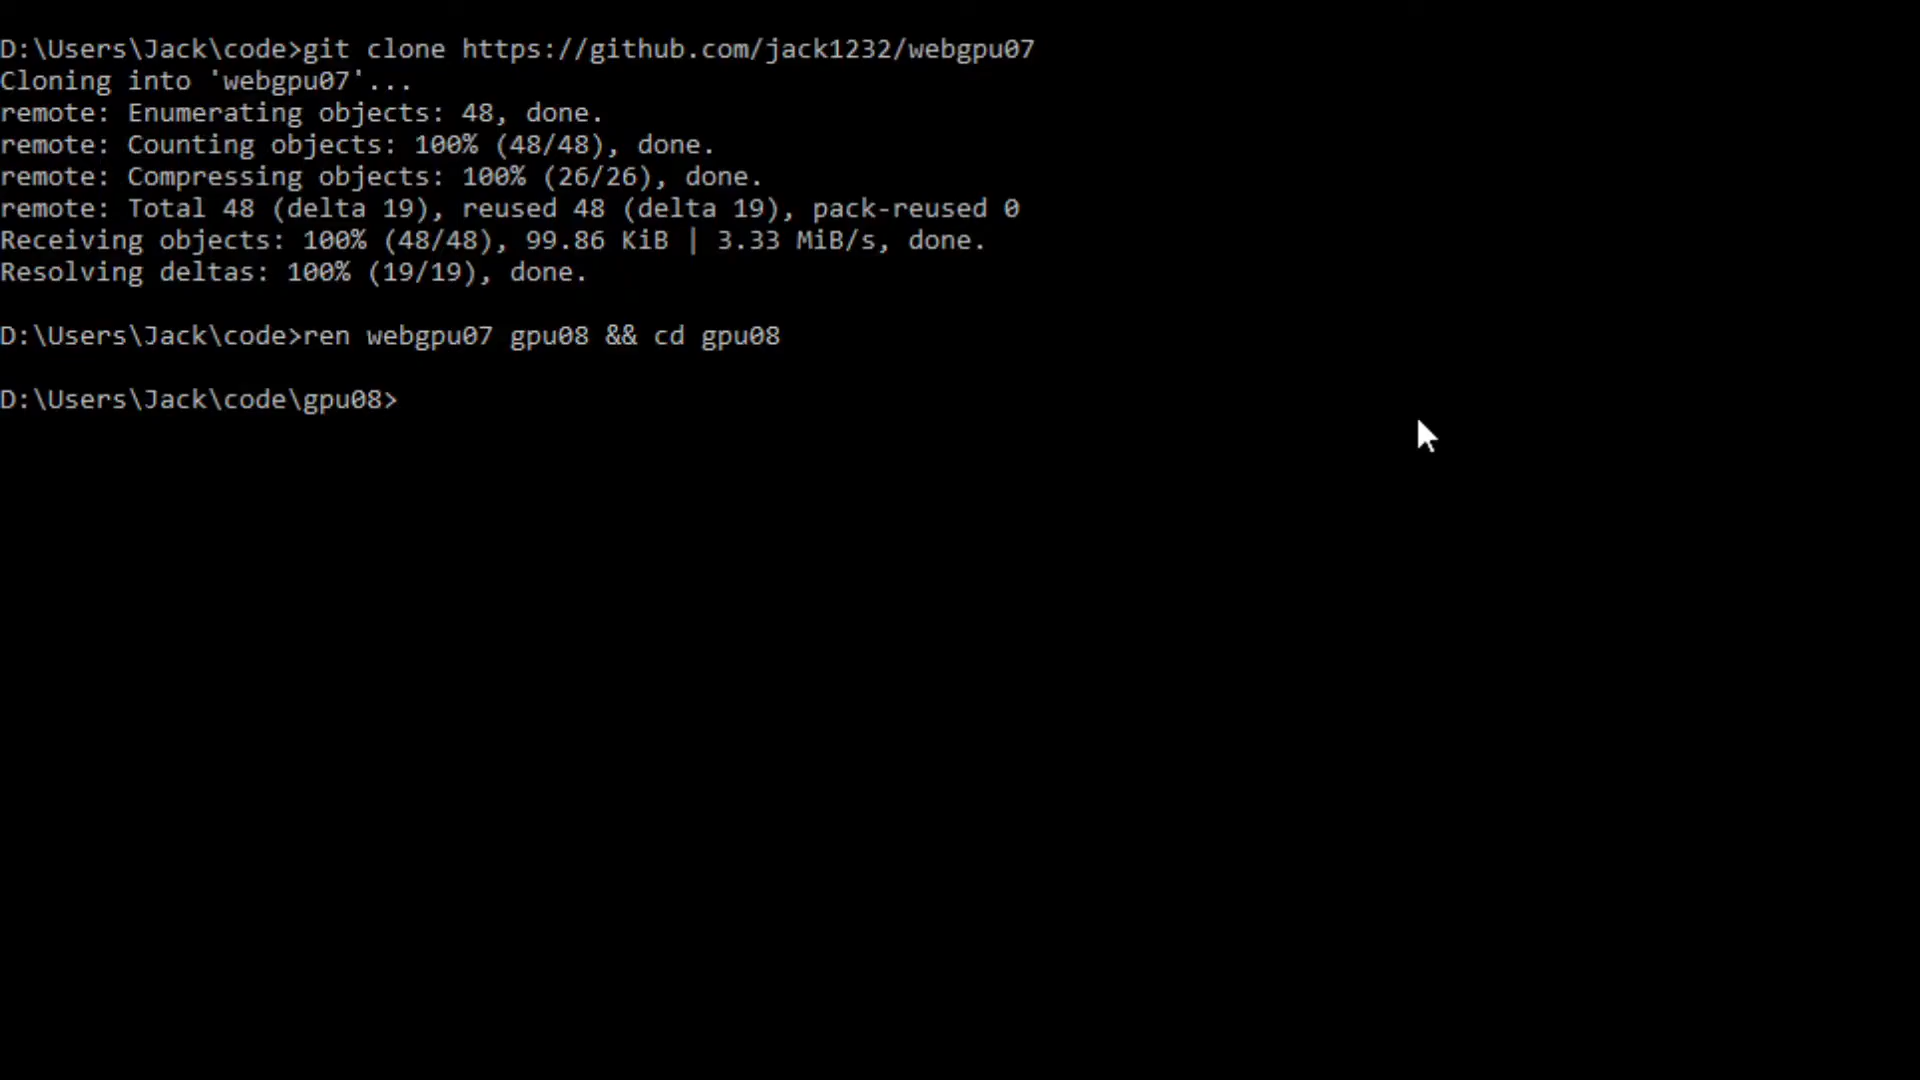 D:\Users\Jack\code>git clone https://github.com/jack1232/webgpu07
Cloning into 'webgpu07'...
remote: Enumerating objects: 48, done.
remote: Counting objects: 100% (48/48), done.
remote: Compressing objects: 100% (26/26), done.
remote: Total 48 (delta 19), reused 48 (delta 19), pack-reused 0
Receiving objects: 100% (48/48), 99.86 KiB | 3.33 MiB/s, done.
Resolving deltas: 100% (19/19), done.
D:\Users\Jack\code>ren webgpu07 gpu08 && cd gpu08
D:\Users\Jack\code\gpu08>